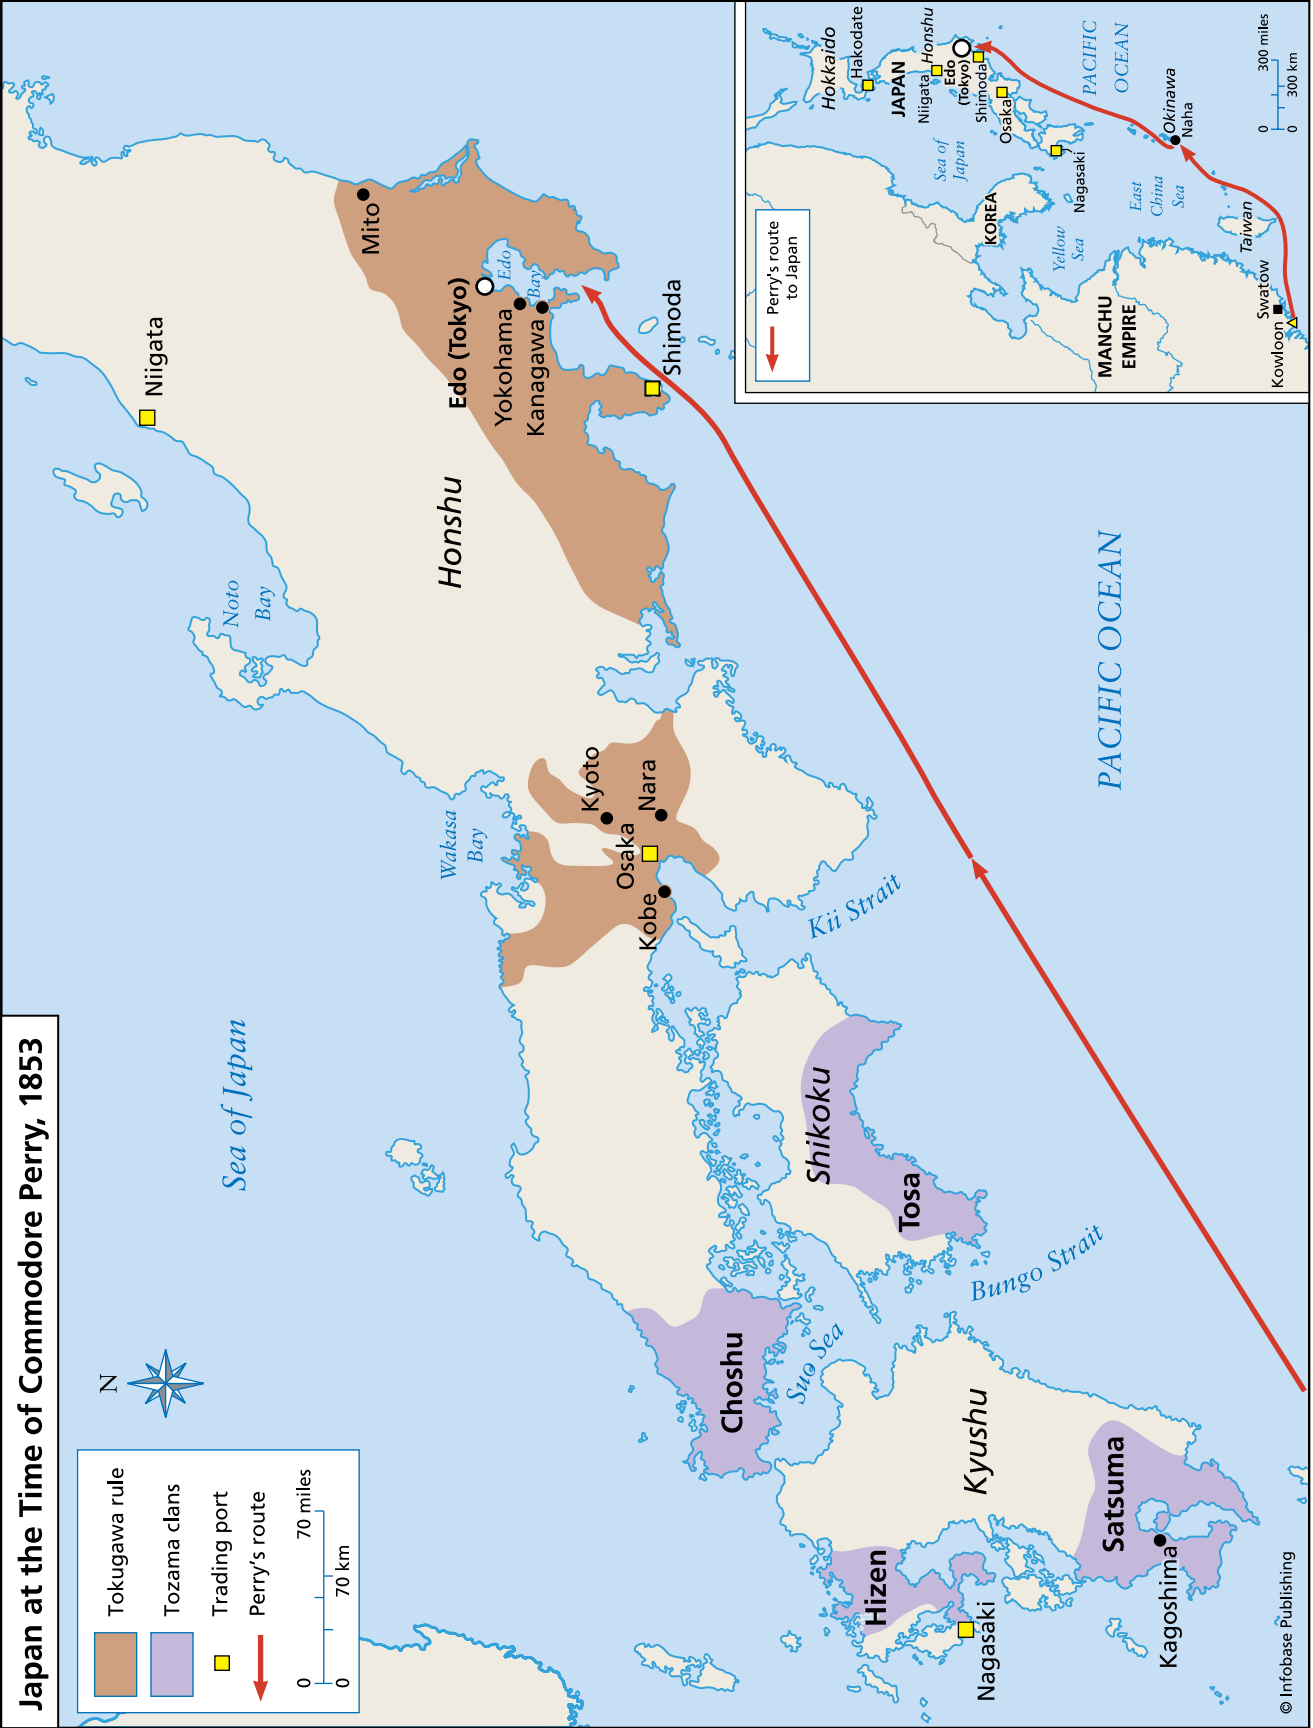 Japan at the Time of Commodore Perry, 1853
Tokugawa rule
Tozama clans
Trading port
Perry's route
0 70 miles
0 70 km
N
Sea of Japan
Noto
Bay
Wakasa
Bay
Niigata
Honshu
Mito
Edo (Tokyo)
Edo
Bay
Yokohama
Kanagawa
Shimoda
Kyoto
Nara
Osaka
Kobe
Kii Strait
PACIFIC OCEAN
Shikoku
Tosa
Bungo Strait
Choshu
Suo Sea
Kyushu
Hizen
Nagasaki
Satsuma
Kagoshima
© Infobase Publishing
Perry's route
to Japan
Hokkaido
Hakodate
JAPAN
Honshu
Niigata
Edo
(Tokyo)
Shimoda
Osaka
Nagasaki
Sea of
Japan
KOREA
Yellow
Sea
East
China
Sea
PACIFIC
OCEAN
Okinawa
Naha
Taiwan
MANCHU
EMPIRE
Swatow
Kowloon
0 300 miles
0 300 km